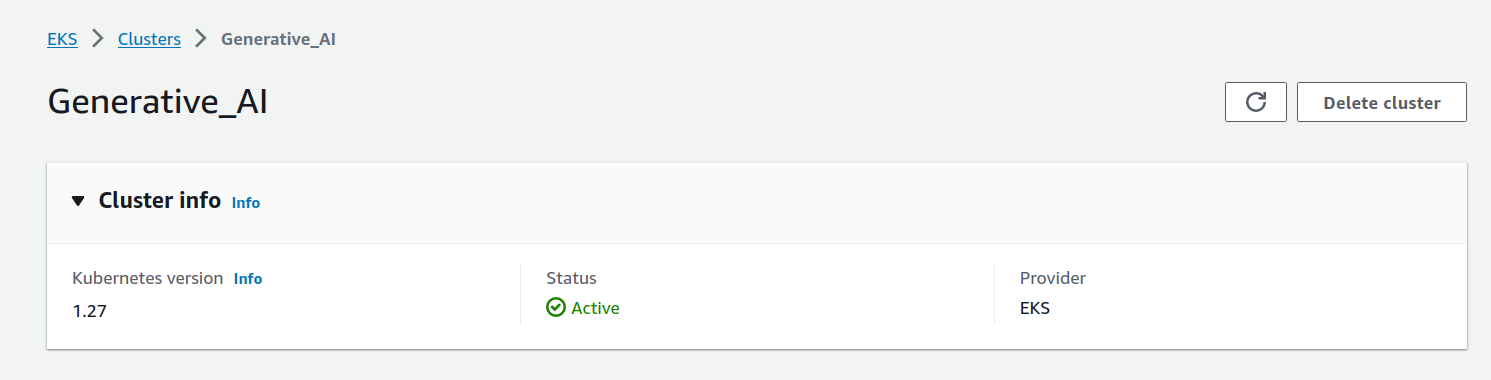 EKS > Clusters > Generative_AI
Generative_AI
Delete cluster
Cluster info Info
Kubernetes version Info
1.27
Status
Active
Provider
EKS